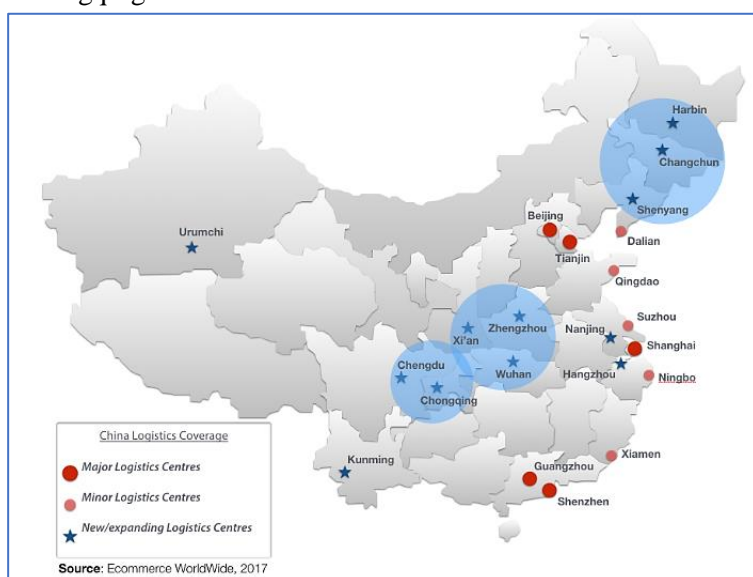 Harbin
Changchun
Shenyang
Urumchi
Beijing
Dalian
Tianjin
Qingdao
Suzhou
Zhengzhou
Nanjing
Xi'an
Shanghai
Chengdu
Wuhan
Hangzhou
Ningbo
Chongqing
China Logistics Coverage
Kunming
Xiamen
Guangzhou
Major Logistics Centres
Shenzhen
Minor Logistics Centres
New/expanding Logistics Centres
Source: Ecommerce WorldWide, 2017